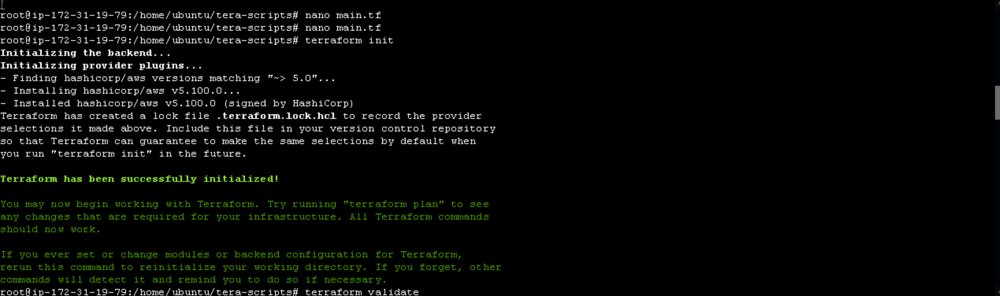 root@ip-172-31-19-79:/home/ubuntu/tera-scripts# nano main.tf
root@ip-172-31-19-79:/home/ubuntu/tera-scripts# nano main.tf
root@ip-172-31-19-79:/home/ubuntu/tera-scripts# terraform init
Initializing the backend...
Initializing provider plugins...
- Finding hashicorp/aws versions matching "~> 5.0"...
- Installing hashicorp/aws v5.100.0...
- Installed hashicorp/aws v5.100.0 (signed by HashiCorp)
Terraform has created a lock file .terraform.lock.hcl to record the provider
selections it made above. Include this file in your version control repository
so that Terraform can guarantee to make the same selections by default when
you run "terraform init" in the future.
Terraform has been successfully initialized!
You may now begin working with Terraform. Try running "terraform plan" to see
any changes that are required for your infrastructure. All Terraform commands
should now work.
If you ever set or change modules or backend configuration for Terraform,
rerun this command to reinitialize your working directory. If you forget, other
commands will detect it and remind you to do so if necessary.
root@ip-172-31-19-79:/home/ubuntu/tera-scripts# terraform validate